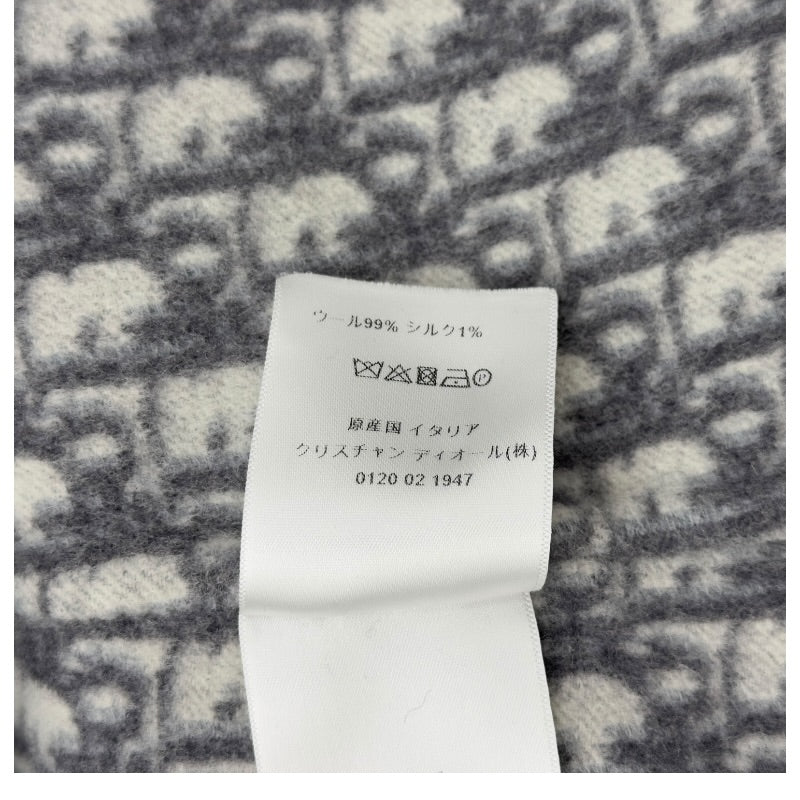 ウール99% シルク1%
原産国 イタリア
クリスチャン ディオール(株)
0120 02 1947